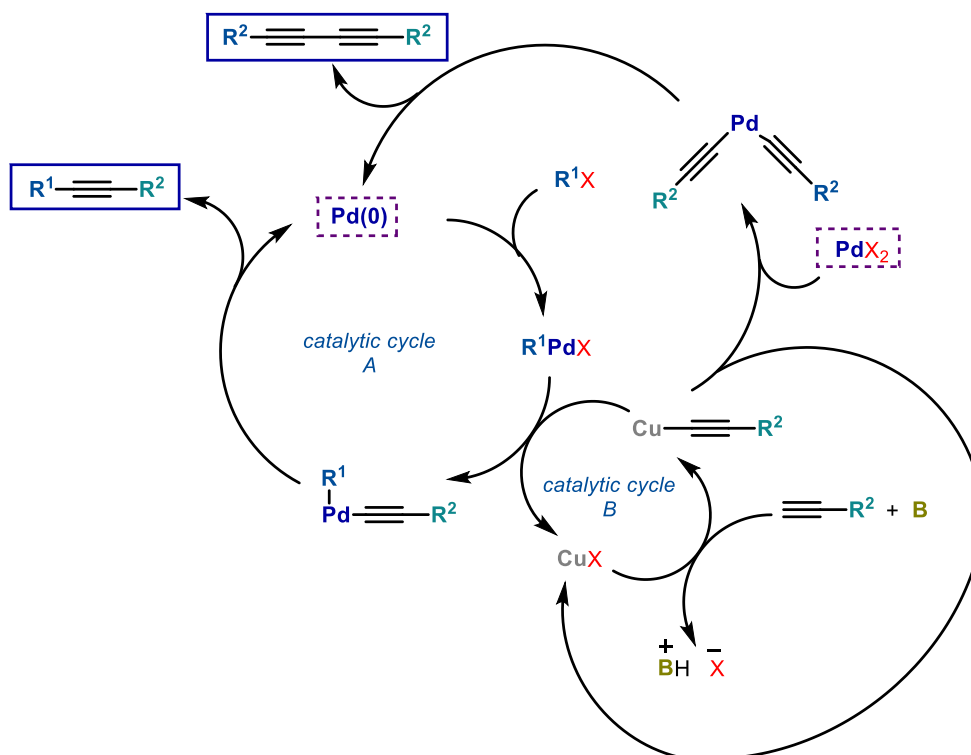 R² R²
Pd
R¹ R²
R¹X
Pd(0)
R² R²
PdX₂
catalytic cycle
A
R¹PdX
Cu R²
R¹
Pd R²
catalytic cycle
B
R² + B
CuX
+ −
BH X